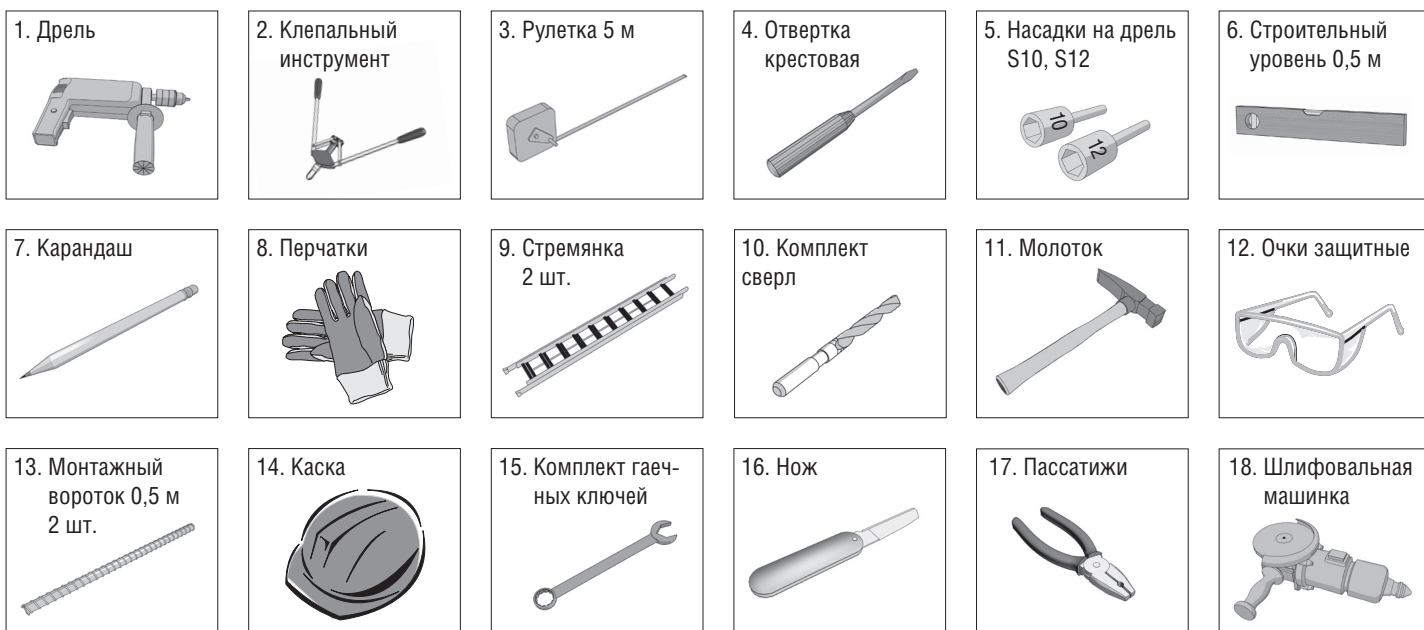 1. Дрель
2. Клепальный
инструмент
3. Рулетка 5 м
4. Отвертка
крестовая
5. Насадки на дрель
S10, S12
10
12
6. Строительный
уровень 0,5 м
7. Карандаш
8. Перчатки
9. Стремянка
2 шт.
10. Комплект
сверл
11. Молоток
12. Очки защитные
13. Монтажный
вороток 0,5 м
2 шт.
14. Каска
15. Комплект гаеч-
ных ключей
16. Нож
17. Пассатижи
18. Шлифовальная
машинка